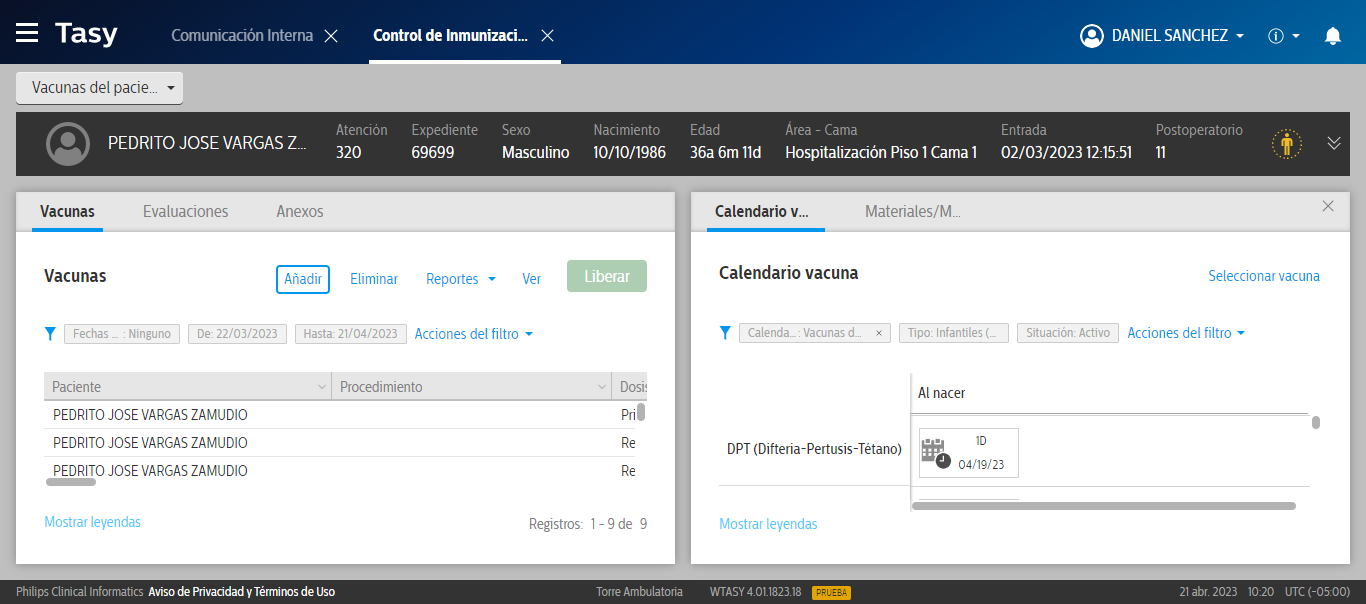 Tasy
Comunicación Interna
Control de Inmunizaci...
DANIEL SANCHEZ
Vacunas del pacie...
PEDRITO JOSE VARGAS Z...
Atención
320
Expediente
69699
Sexo
Masculino
Nacimiento
10/10/1986
Edad
36a 6m 11d
Área - Cama
Hospitalización Piso 1 Cama 1
Entrada
02/03/2023 12:15:51
Postoperatorio
11
Vacunas
Evaluaciones
Anexos
Vacunas
Añadir
Eliminar
Reportes
Ver
Liberar
Fechas ... : Ninguno
De: 22/03/2023
Hasta: 21/04/2023
Acciones del filtro
Paciente
Procedimiento
Dosis
PEDRITO JOSE VARGAS ZAMUDIO
Pri
PEDRITO JOSE VARGAS ZAMUDIO
Re
PEDRITO JOSE VARGAS ZAMUDIO
Re
Mostrar leyendas
Registros: 1 - 9 de 9
Calendario v...
Materiales/M...
Calendario vacuna
Seleccionar vacuna
Calenda... : Vacunas d... ×
Tipo: Infantiles (...
Situación: Activo
Acciones del filtro
Al nacer
DPT (Difteria-Pertusis-Tétano)
1D
04/19/23
Mostrar leyendas
Philips Clinical Informatics Aviso de Privacidad y Términos de Uso
Torre Ambulatoria
WTASY 4.01.1823.18
PRUEBA
21 abr. 2023
10:20
UTC (-05:00)